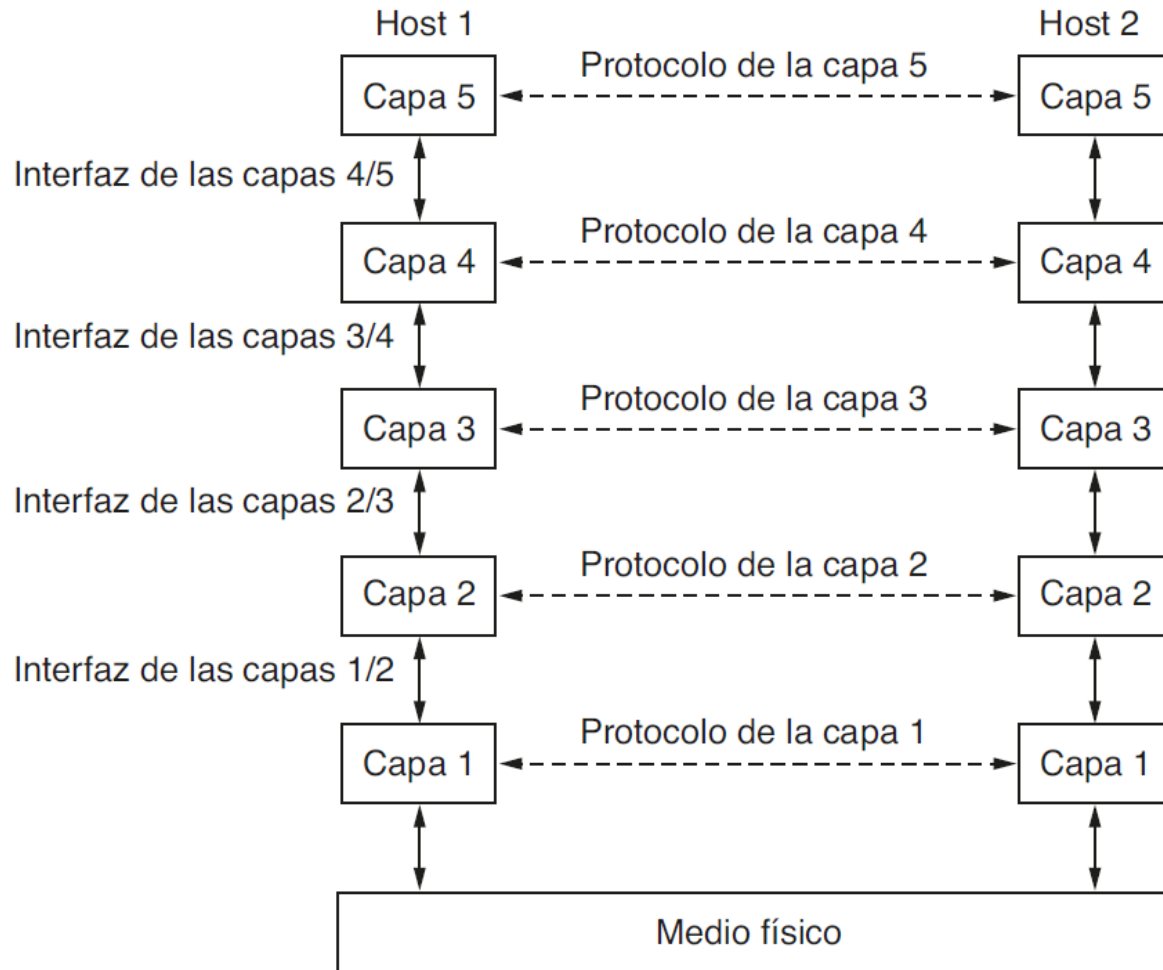 Host 1
Host 2
Protocolo de la capa 5
Capa 5
Capa 5
Interfaz de las capas 4/5
Protocolo de la capa 4
Capa 4
Capa 4
Interfaz de las capas 3/4
Protocolo de la capa 3
Capa 3
Capa 3
Interfaz de las capas 2/3
Protocolo de la capa 2
Capa 2
Capa 2
Interfaz de las capas 1/2
Protocolo de la capa 1
Capa 1
Capa 1
Medio físico